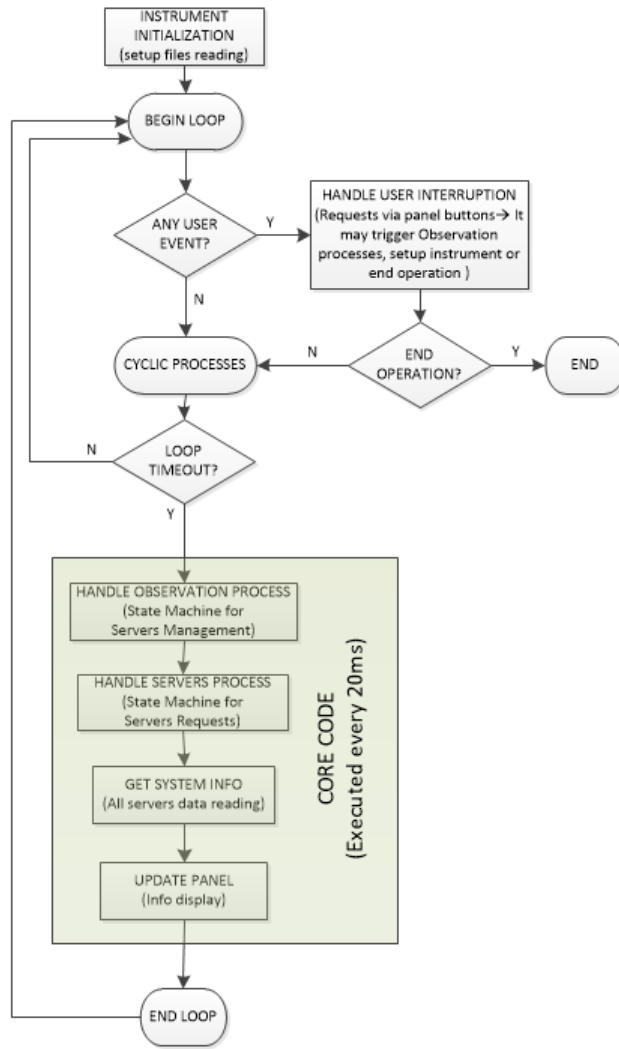 INSTRUMENT
INITIALIZATION
(setup files reading)
BEGIN LOOP
ANY USER
EVENT?
Y
N
HANDLE USER INTERRUPTION
(Requests via panel buttons→ It
may trigger Observation
processes, setup instrument or
end operation )
CYCLIC PROCESSES
N
END
OPERATION?
Y
END
LOOP
TIMEOUT?
N
Y
HANDLE OBSERVATION PROCESS
(State Machine for
Servers Management)
HANDLE SERVERS PROCESS
(State Machine for
Servers Requests)
GET SYSTEM INFO
(All servers data reading)
UPDATE PANEL
(Info display)
CORE CODE
(Executed every 20ms)
END LOOP